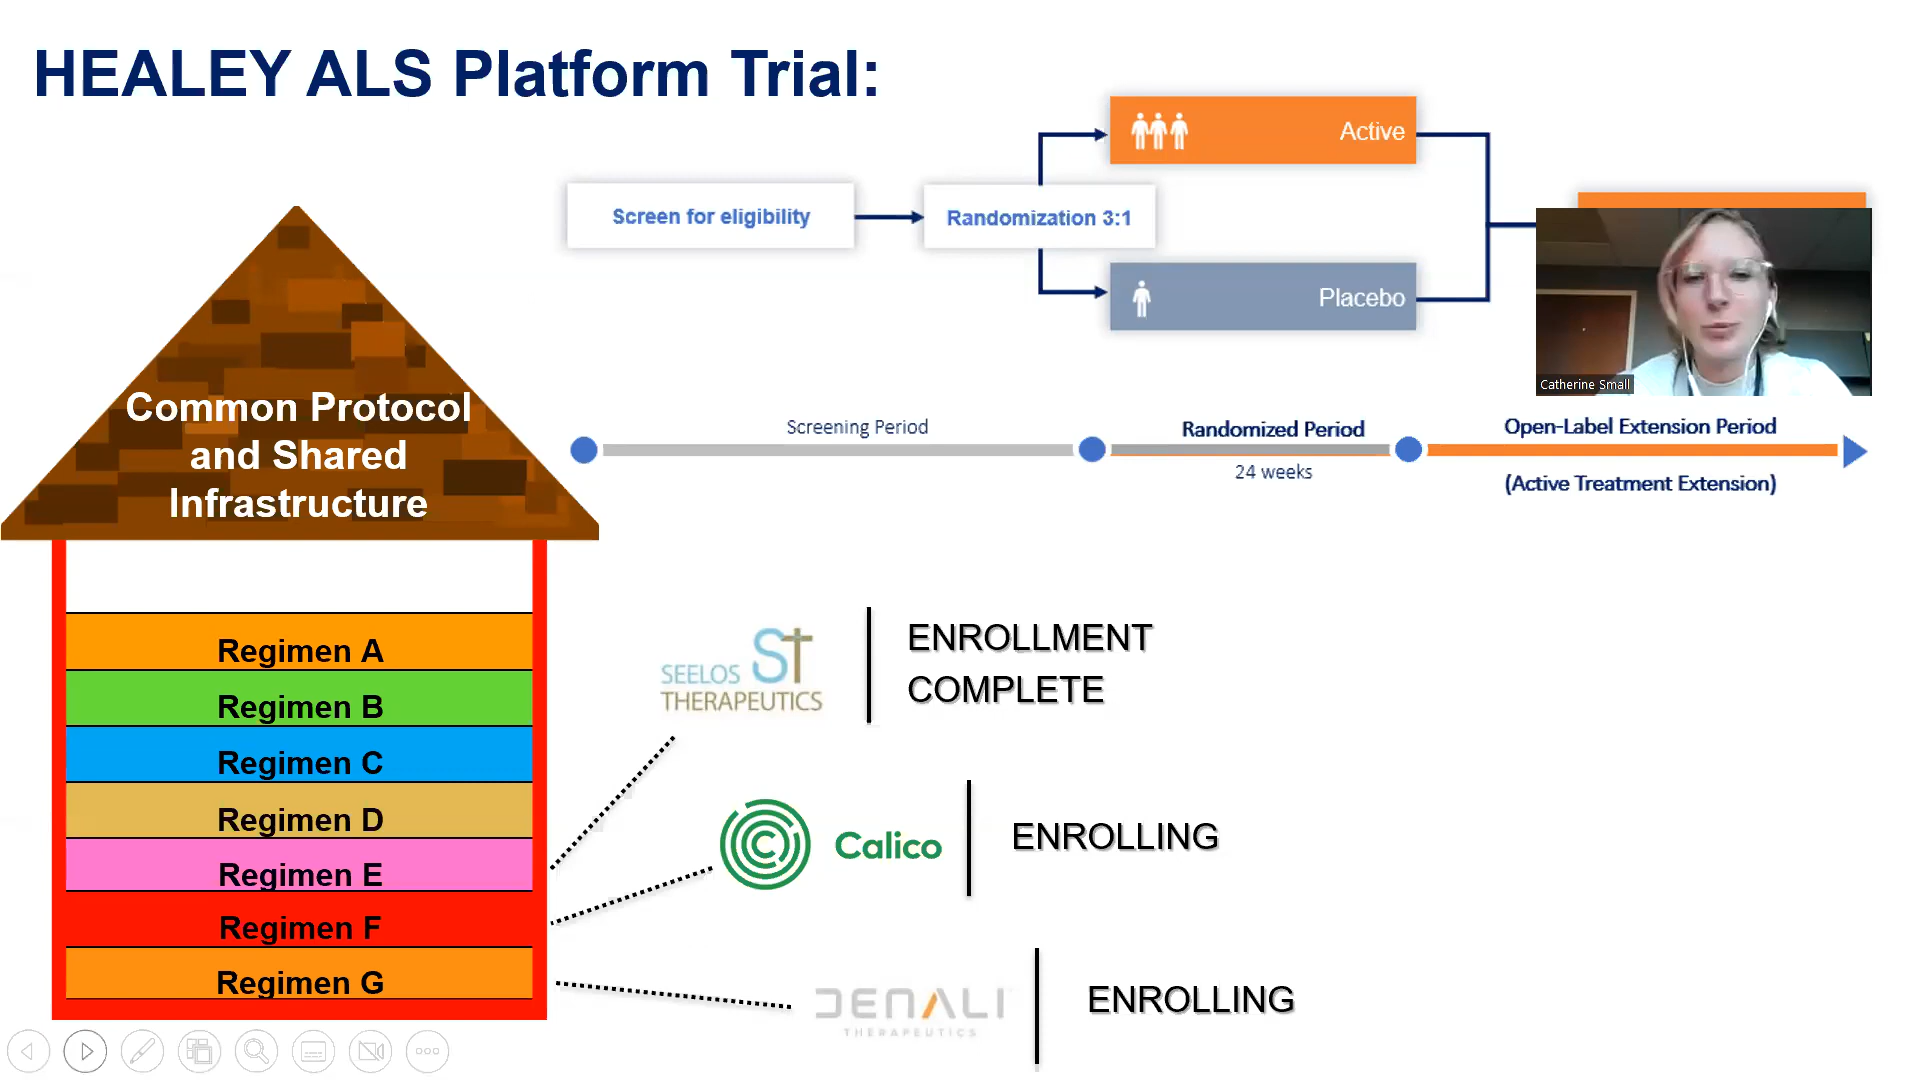 HEALEY ALS Platform Trial:
Active
Screen for eligibility
Randomization 3:1
Placebo
Catherine Small
Common Protocol
and Shared
Infrastructure
Screening Period
Randomized Period
24 weeks
Open-Label Extension Period
(Active Treatment Extension)
Regimen A
Regimen B
Regimen C
Regimen D
Regimen E
Regimen F
Regimen G
SEELOS ST
THERAPEUTICS
ENROLLMENT
COMPLETE
Calico
ENROLLING
DENALI
THERAPEUTICS
ENROLLING